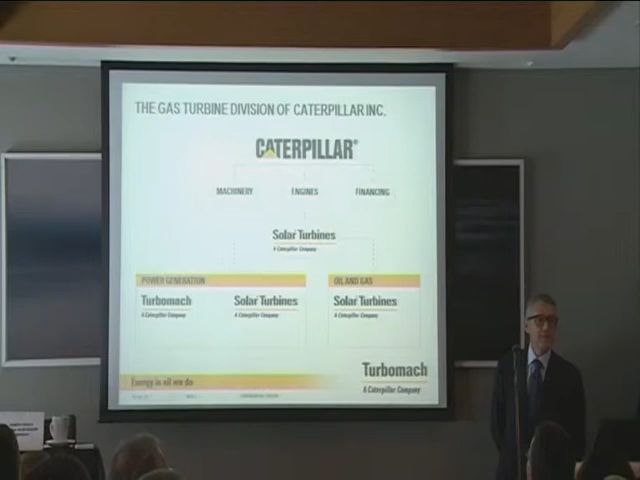 THE GAS TURBINE DIVISION OF CATERPILLAR INC.
CATERPILLAR®
MACHINERY ENGINES FINANCING
Solar Turbines
A Caterpillar Company
POWER GENERATION OIL AND GAS
Turbomach Solar Turbines Solar Turbines
A Caterpillar Company A Caterpillar Company A Caterpillar Company
Turbomach
A Caterpillar Company
Energy in all we do